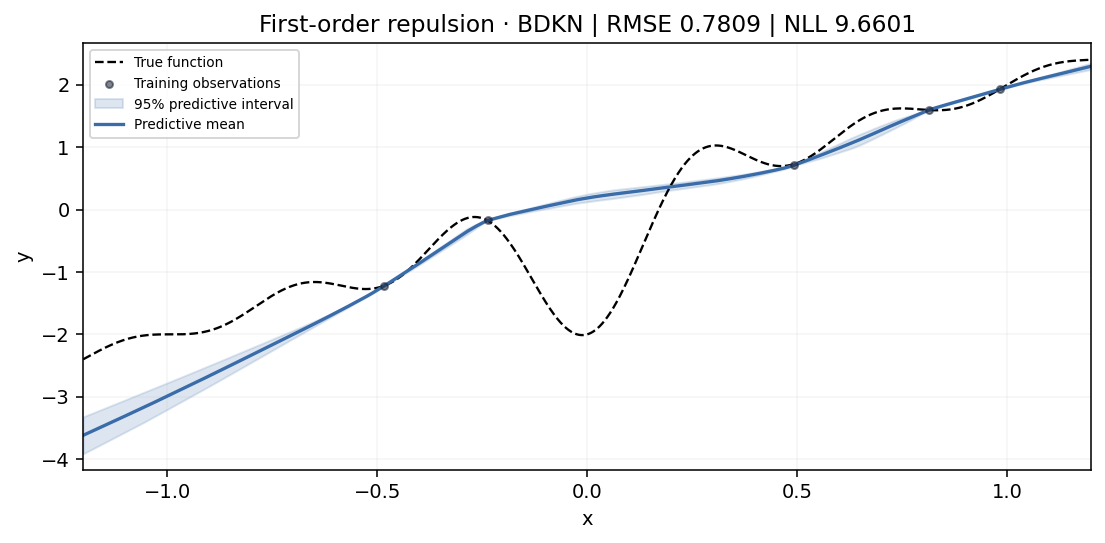 First-order repulsion · BDKN | RMSE 0.7809 | NLL 9.6601
True function
Training observations
95% predictive interval
Predictive mean
y
2
1
0
−1
−2
−3
−4
−1.0
−0.5
0.0
0.5
1.0
x